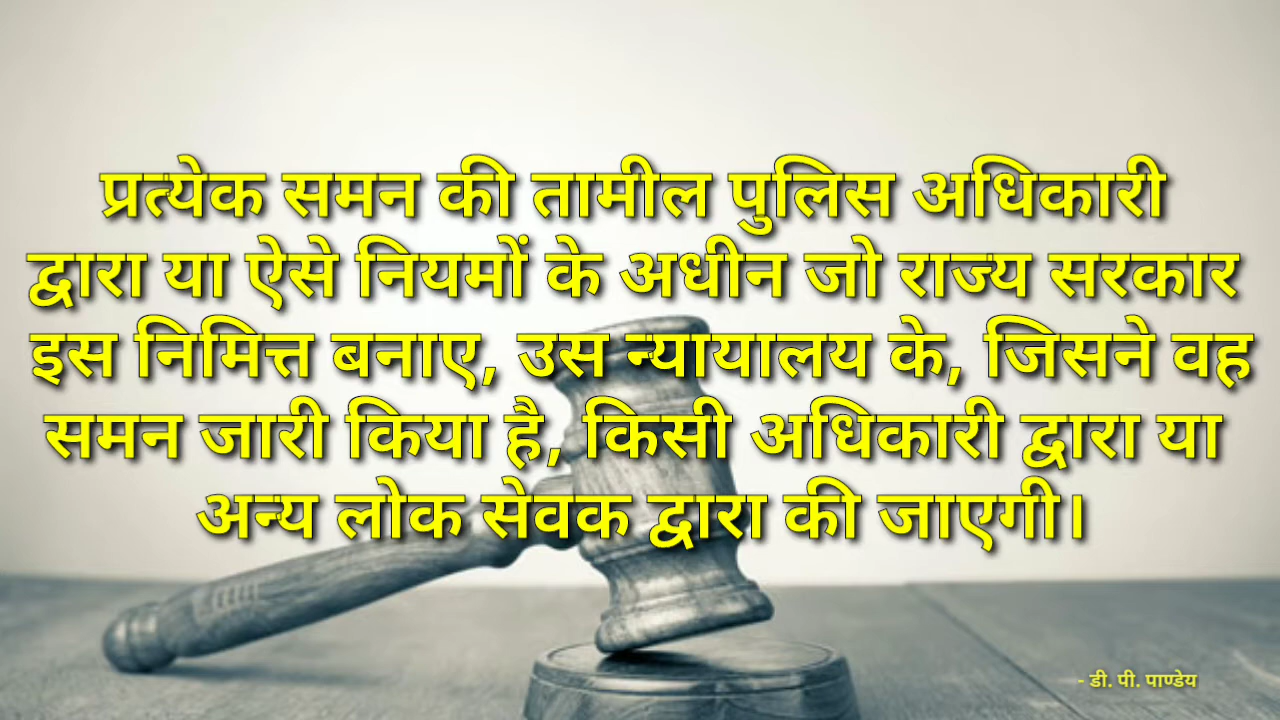 प्रत्येक समन की तामील पुलिस अधिकारी
द्वारा या ऐसे नियमों के अधीन जो राज्य सरकार
इस निमित्त बनाए, उस न्यायालय के, जिसने वह
समन जारी किया है, किसी अधिकारी द्वारा या
अन्य लोक सेवक द्वारा की जाएगी।
- डी. पी. पाण्डेय